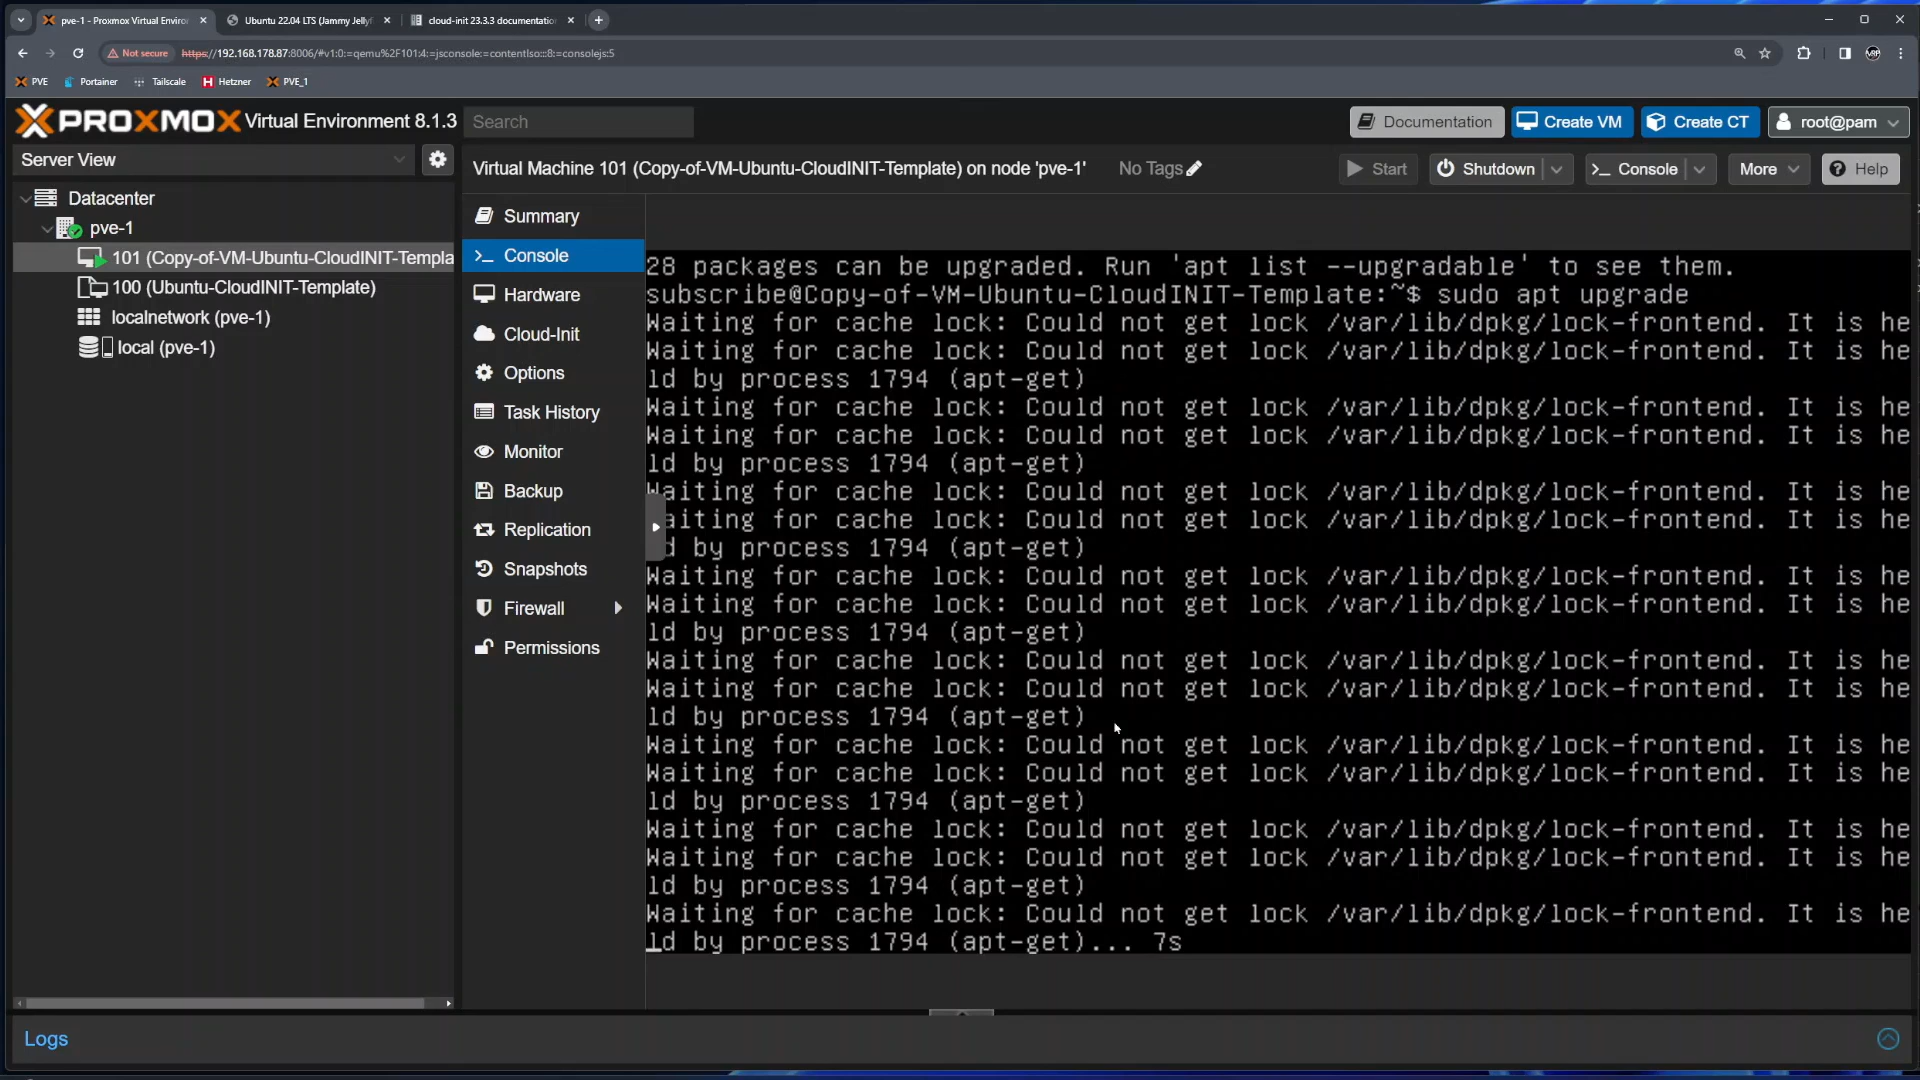 pve-1 - Proxmox Virtual Enviro
Ubuntu 22.04 LTS (Jammy Jellyf
cloud-init 23.3.3 documentatio
Not secure
https://192.168.178.87:8006/#v1:0:=qemu%2F101:4:=jsconsole:=contentIso:::8:=consolejs:5
PVE
Portainer
Tailscale
Hetzner
PVE_1
PROXMOX Virtual Environment 8.1.3
Search
Documentation
Create VM
Create CT
root@pam
Server View
Virtual Machine 101 (Copy-of-VM-Ubuntu-CloudINIT-Template) on node 'pve-1'
No Tags
Start
Shutdown
Console
More
Help
Datacenter
pve-1
101 (Copy-of-VM-Ubuntu-CloudINIT-Templa
100 (Ubuntu-CloudINIT-Template)
localnetwork (pve-1)
local (pve-1)
Summary
Console
Hardware
Cloud-Init
Options
Task History
Monitor
Backup
Replication
Snapshots
Firewall
Permissions
28 packages can be upgraded. Run 'apt list --upgradable' to see them.
subscribe@Copy-of-VM-Ubuntu-CloudINIT-Template:~$ sudo apt upgrade
Waiting for cache lock: Could not get lock /var/lib/dpkg/lock-frontend. It is he
Waiting for cache lock: Could not get lock /var/lib/dpkg/lock-frontend. It is he
ld by process 1794 (apt-get)
Waiting for cache lock: Could not get lock /var/lib/dpkg/lock-frontend. It is he
Waiting for cache lock: Could not get lock /var/lib/dpkg/lock-frontend. It is he
ld by process 1794 (apt-get)
Waiting for cache lock: Could not get lock /var/lib/dpkg/lock-frontend. It is he
aiting for cache lock: Could not get lock /var/lib/dpkg/lock-frontend. It is he
d by process 1794 (apt-get)
Waiting for cache lock: Could not get lock /var/lib/dpkg/lock-frontend. It is he
Waiting for cache lock: Could not get lock /var/lib/dpkg/lock-frontend. It is he
ld by process 1794 (apt-get)
Waiting for cache lock: Could not get lock /var/lib/dpkg/lock-frontend. It is he
Waiting for cache lock: Could not get lock /var/lib/dpkg/lock-frontend. It is he
ld by process 1794 (apt-get)
Waiting for cache lock: Could not get lock /var/lib/dpkg/lock-frontend. It is he
Waiting for cache lock: Could not get lock /var/lib/dpkg/lock-frontend. It is he
ld by process 1794 (apt-get)
Waiting for cache lock: Could not get lock /var/lib/dpkg/lock-frontend. It is he
Waiting for cache lock: Could not get lock /var/lib/dpkg/lock-frontend. It is he
ld by process 1794 (apt-get)
Waiting for cache lock: Could not get lock /var/lib/dpkg/lock-frontend. It is he
ld by process 1794 (apt-get)... 7s
Logs